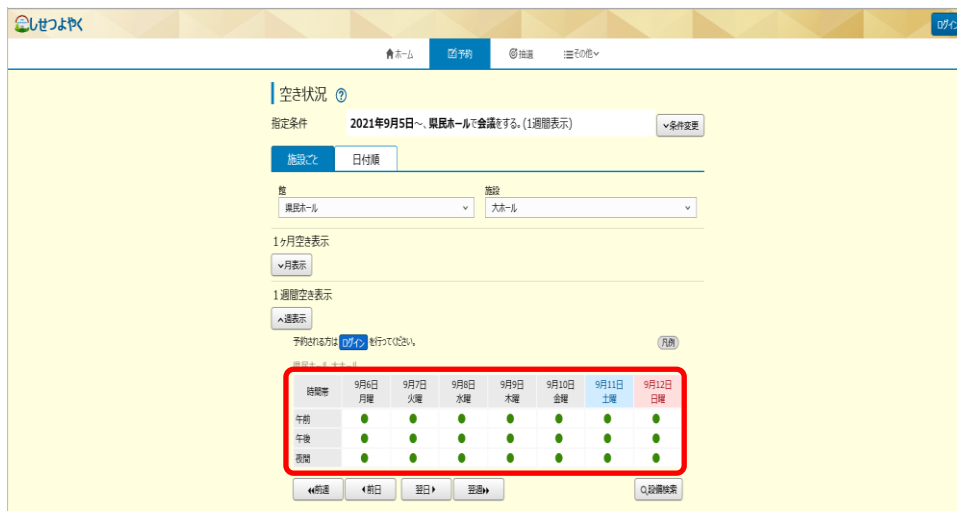 しせつよやく
ログイン
ホーム 予約 抽選 その他
空き状況 ?
指定条件 2021年9月5日～、県民ホールで会議をする。(1週間表示) 条件変更
施設ごと 日付順
館 施設
県民ホール 大ホール
1ヶ月空き表示
月表示
1週間空き表示
週表示
予約される方は ログイン を行ってください。 凡例
県民ホール 大ホール
時間帯 9月6日 9月7日 9月8日 9月9日 9月10日 9月11日 9月12日
月曜 火曜 水曜 木曜 金曜 土曜 日曜
午前
午後
夜間
前週 前日 翌日 翌週 設備検索